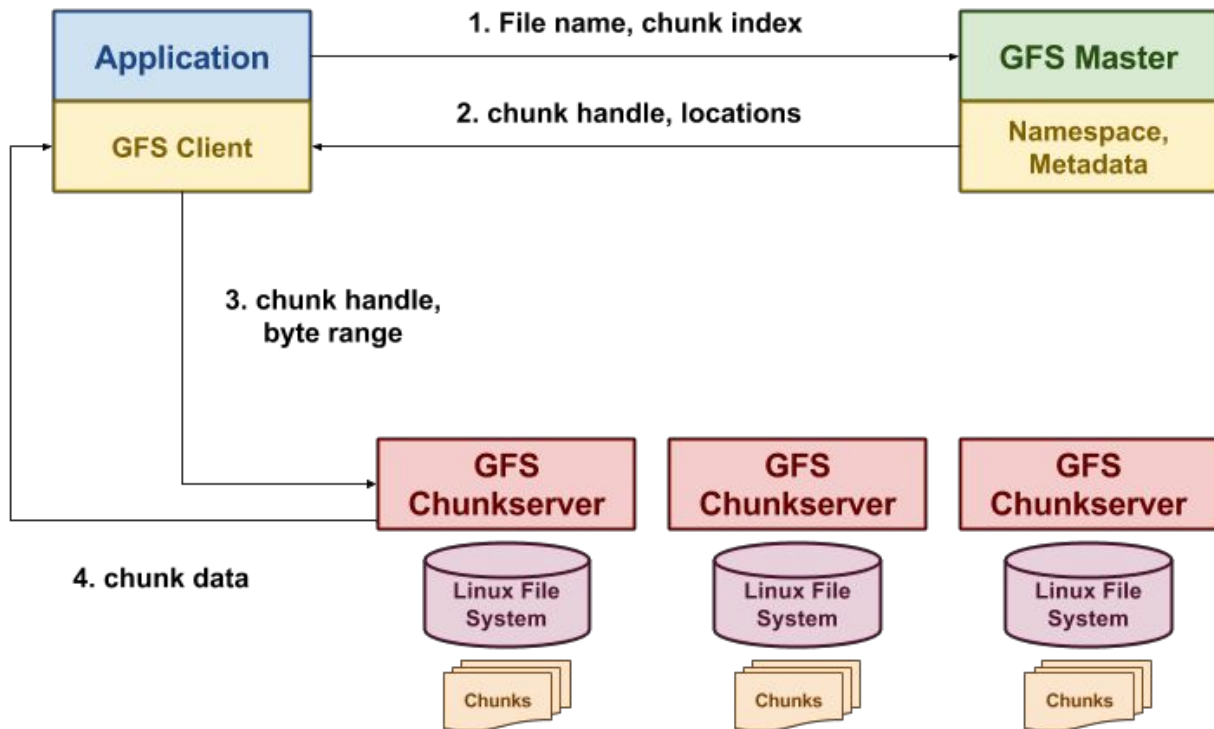 1. File name, chunk index
Application
GFS Master
2. chunk handle, locations
GFS Client
Namespace,
Metadata
3. chunk handle,
byte range
GFS
Chunkserver
GFS
Chunkserver
GFS
Chunkserver
4. chunk data
Linux File
System
Linux File
System
Linux File
System
Chunks
Chunks
Chunks